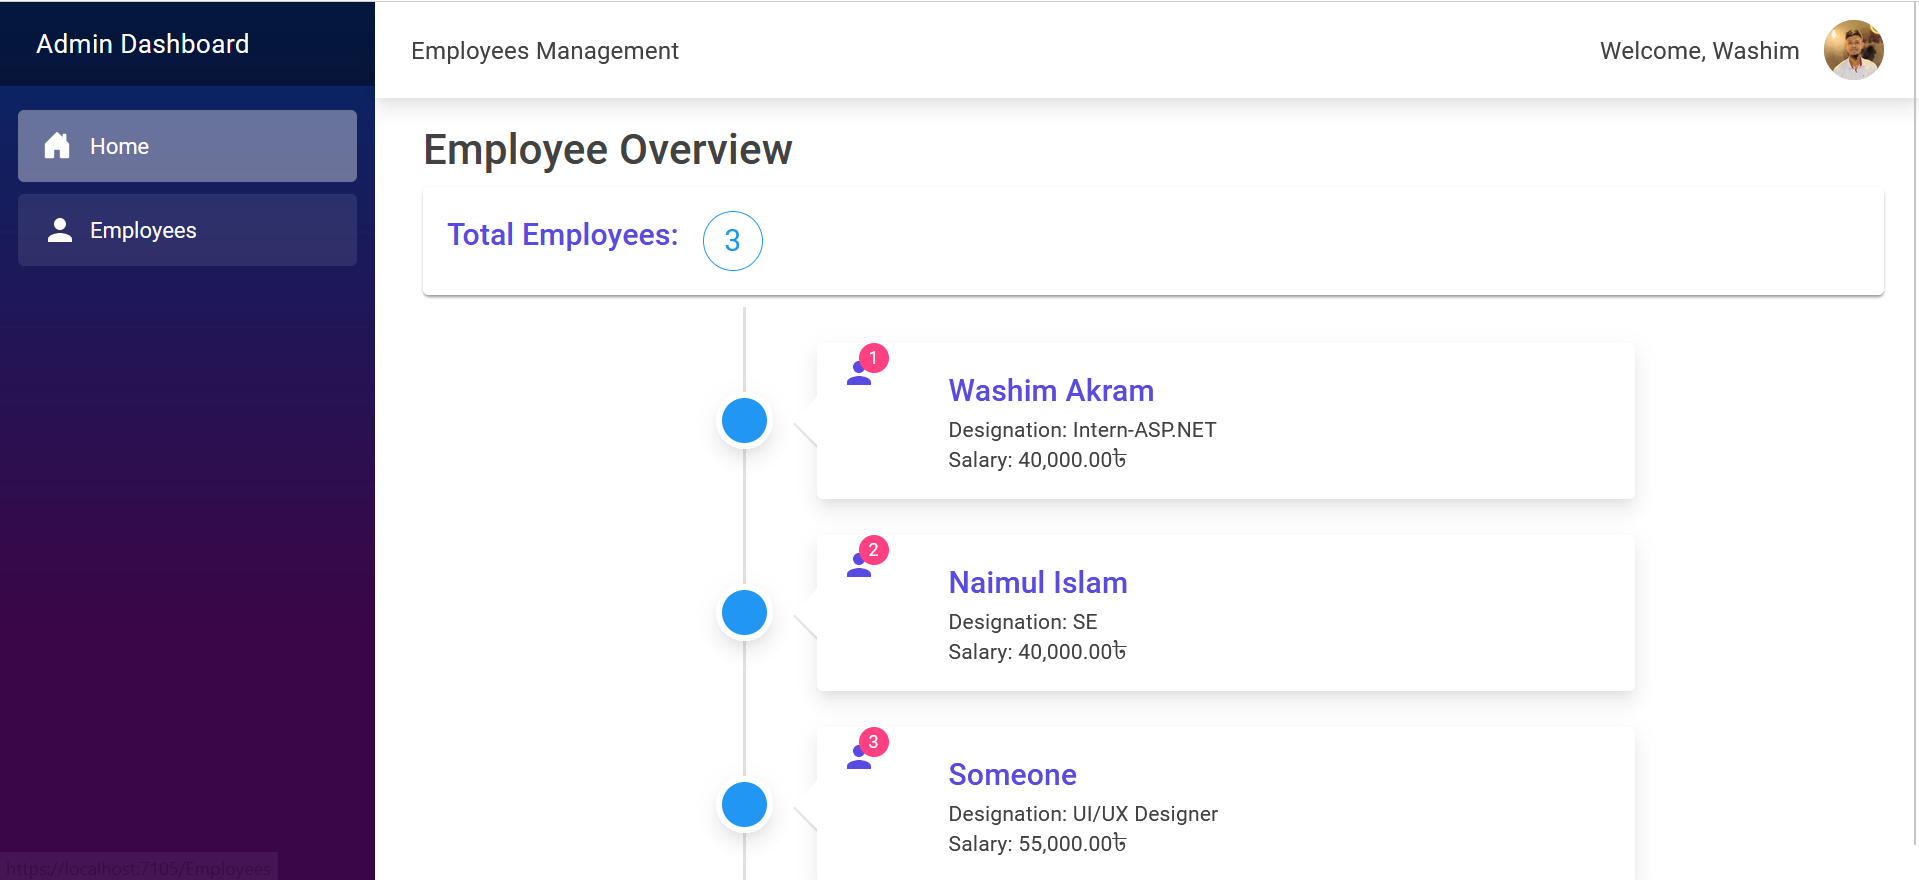 Admin Dashboard
Home
Employees
Employees Management
Welcome, Washim
Employee Overview
Total Employees: 3
1
Washim Akram
Designation: Intern-ASP.NET
Salary: 40,000.00৳
2
Naimul Islam
Designation: SE
Salary: 40,000.00৳
3
Someone
Designation: UI/UX Designer
Salary: 55,000.00৳
https://localhost:7105/Employees